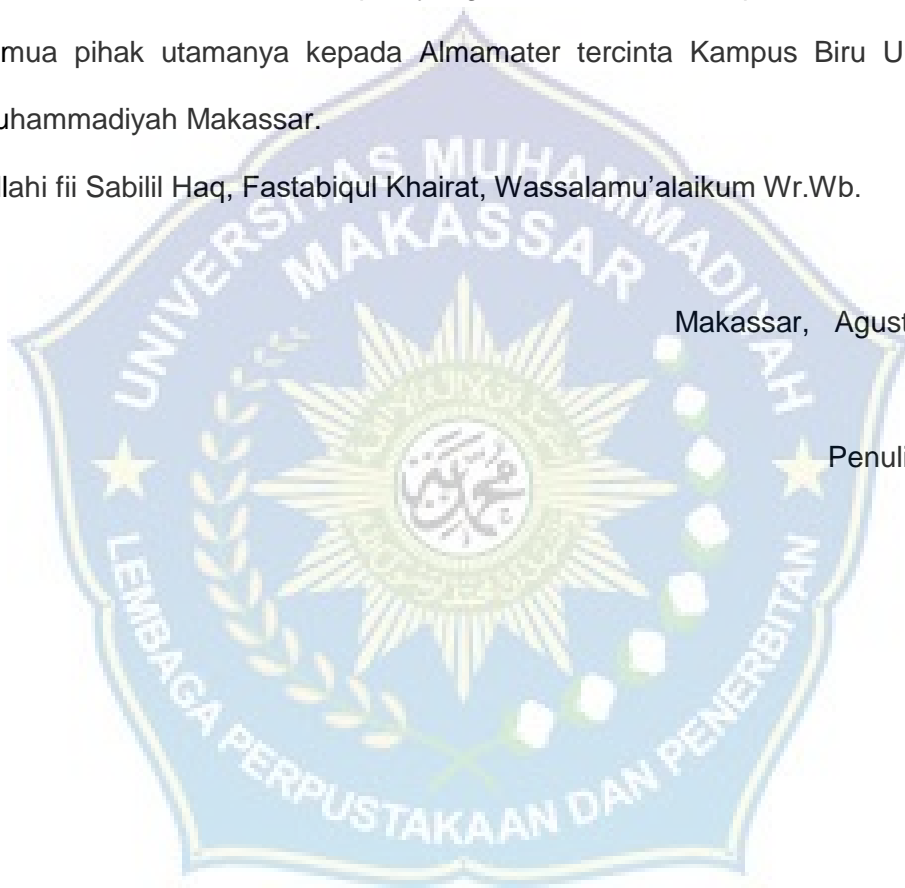 mua pihak utamanya kepada Almamater tercinta Kampus Biru U
uhammadiyah Makassar.
llahi fii Sabilil Haq, Fastabiqul Khairat, Wassalamu’alaikum Wr.Wb.
UNIVERSITAS MUHAMMADIYAH
MAKASSAR
Makassar, Agust
Penuli
LEMBAGA PERPUSTAKAAN DAN PENERBITAN